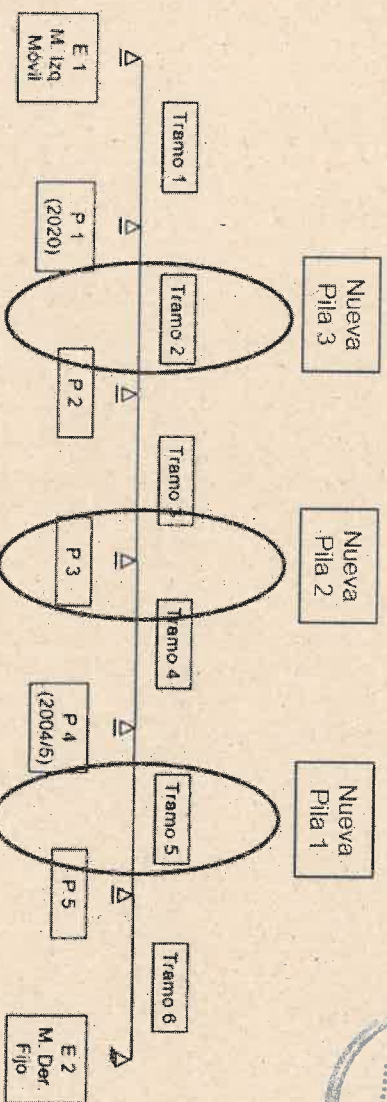 Nueva
Pila 3
Nueva
Pila 2
Nueva
Pila 1
Tramo 1
Tramo 2
Tramo 3
Tramo 4
Tramo 5
Tramo 6
E 1
M. Izq
Móvil
P 1
(2020)
P 2
P 3
P 4
(2004/5)
P 5
E 2
M. Der.
Fijo